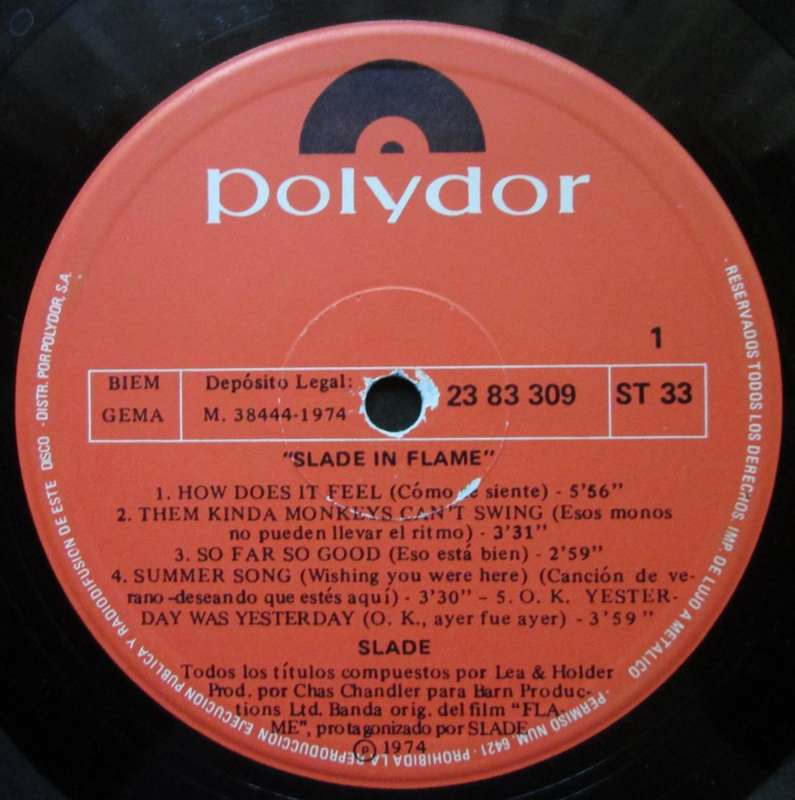 polydor
1
BIEM
GEMA
Depósito Legal:
M. 38444-1974
23 83 309
ST 33
"SLADE IN FLAME"
1. HOW DOES IT FEEL (Cómo se siente) - 5'56"
2. THEM KINDA MONKEYS CAN'T SWING (Esos monos
no pueden llevar el ritmo) - 3'31"
3. SO FAR SO GOOD (Eso está bien) - 2'59"
4. SUMMER SONG (Wishing you were here) (Canción de ve-
rano-deseando que estés aquí) - 3'30" - 5. O. K. YESTER-
DAY WAS YESTERDAY (O. K., ayer fue ayer) - 3'59"
SLADE
Todos los títulos compuestos por Lea & Holder
Prod. por Chas Chandler para Barn Produc-
tions Ltd. Banda orig. del film "FLA-
ME", protagonizado por SLADE
℗ 1974
· RESERVADOS TODOS LOS DERECHOS. IMP. DE LUJO A METALICO · PERMISO NUM. 6421 · PROHIBIDA LA REPRODUCCION EJECUCION PUBLICA Y RADIODIFUSION DE ESTE DISCO · DISTR. POR POLYDOR, S.A.